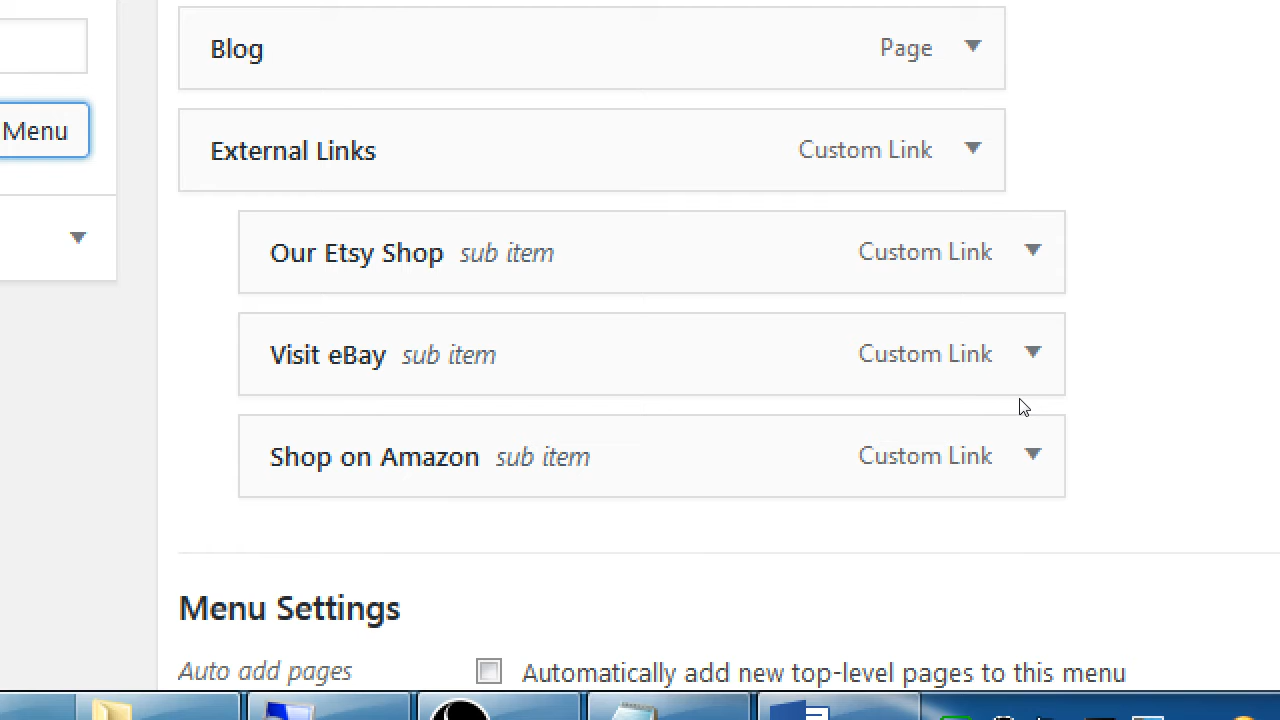 Blog Page
Menu
External Links Custom Link
Our Etsy Shop sub item Custom Link
Visit eBay sub item Custom Link
Shop on Amazon sub item Custom Link
Menu Settings
Auto add pages Automatically add new top-level pages to this menu